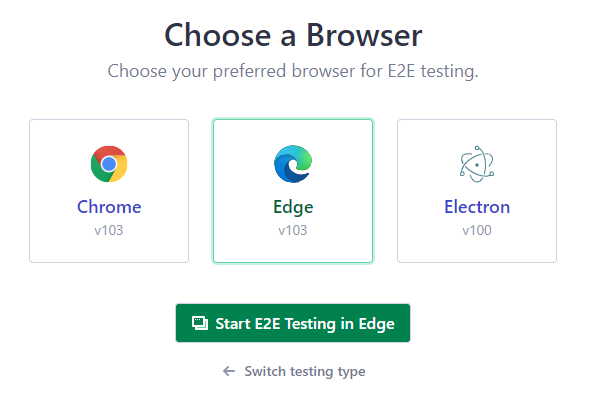 Choose a Browser
Choose your preferred browser for E2E testing.
Chrome
v103
Edge
v103
Electron
v100
Start E2E Testing in Edge
Switch testing type